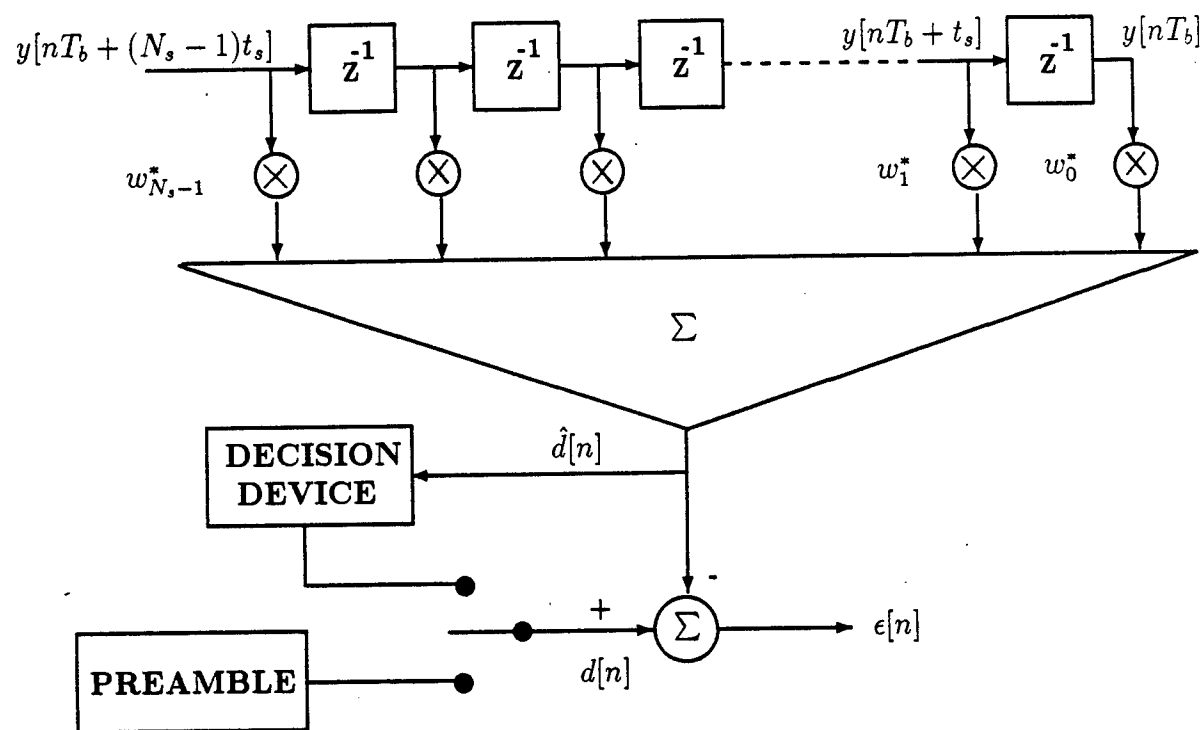 y[nT_b + (N_s − 1)t_s] z^{-1} z^{-1} z^{-1} y[nT_b + t_s] z^{-1} y[nT_b]
w^*_{N_s−1} w^*_1 w^*_0
Σ
d̂[n]
DECISION
DEVICE
-
+
Σ
ϵ[n]
d[n]
PREAMBLE